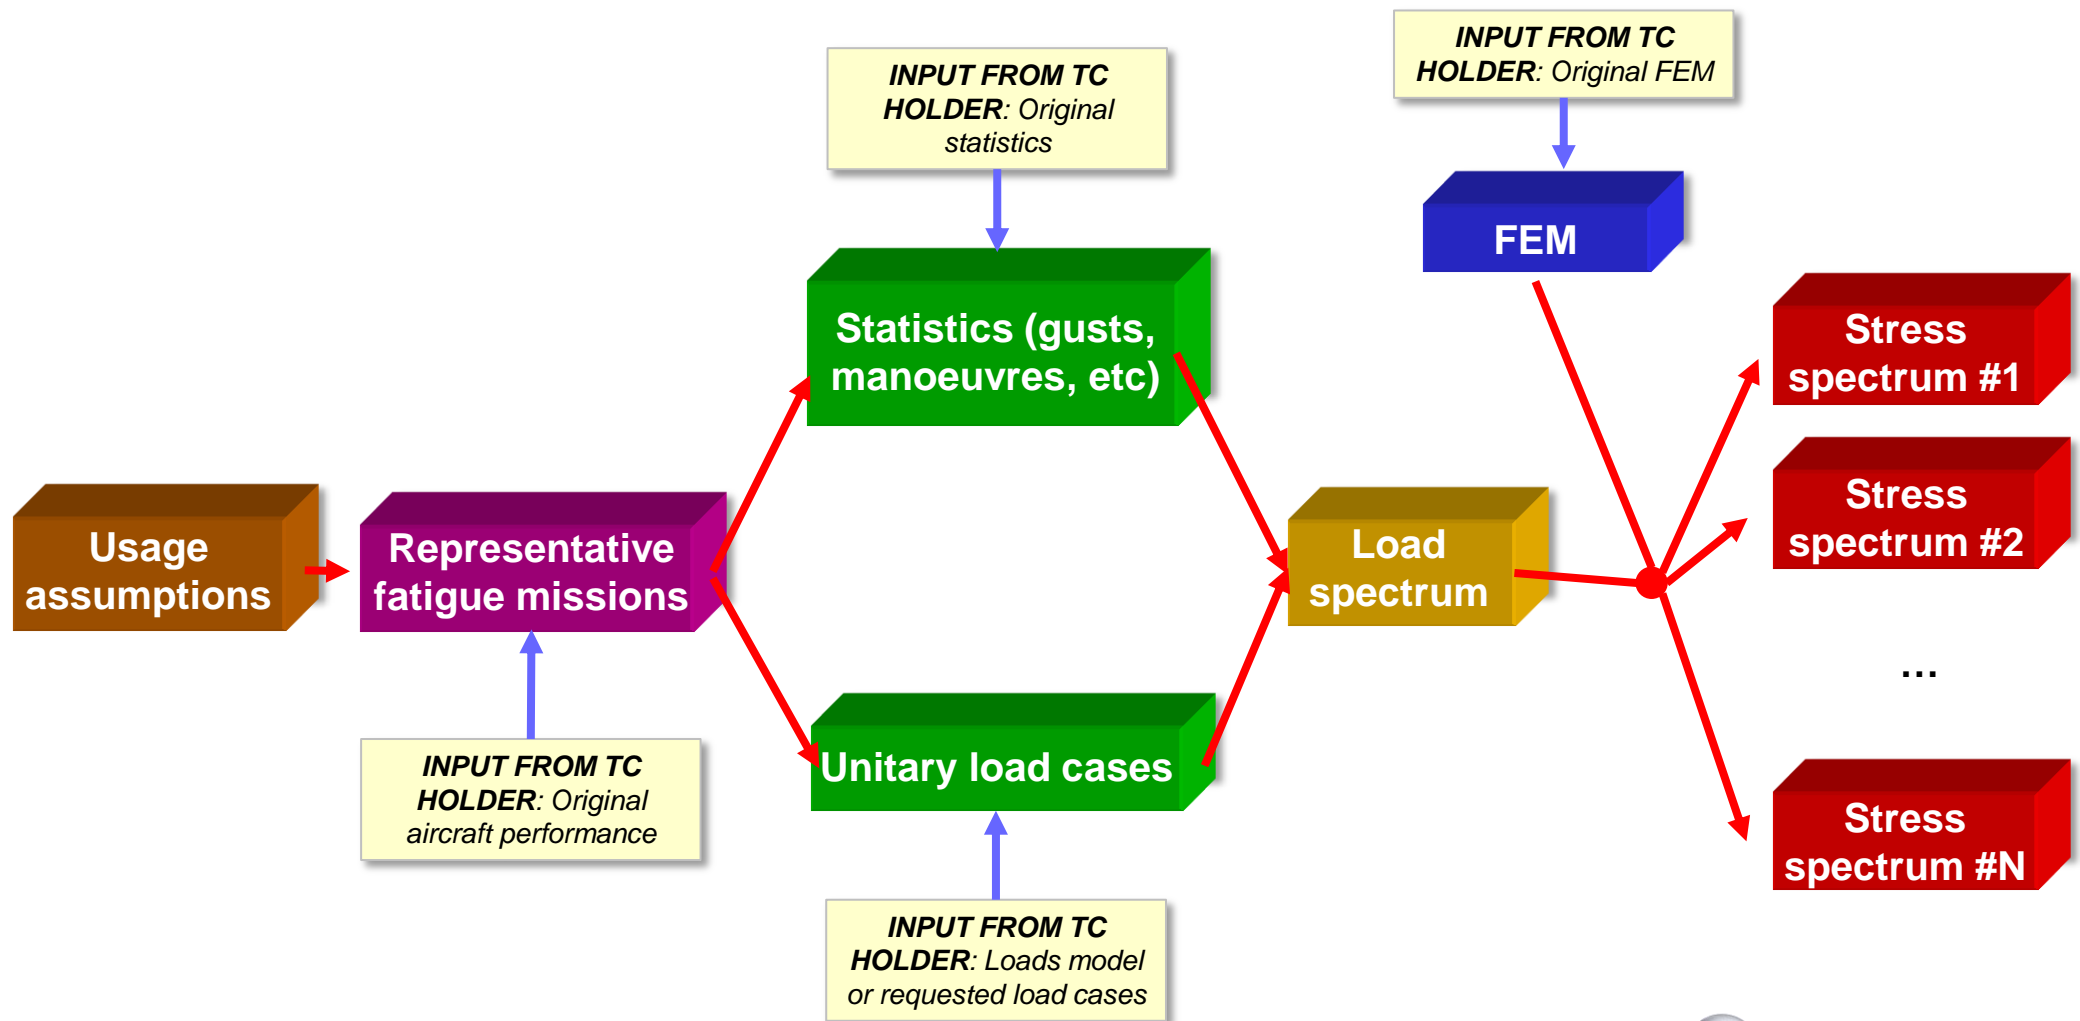 INPUT FROM TC
HOLDER: Original FEM
INPUT FROM TC
HOLDER: Original
statistics
FEM
Statistics (gusts,
manoeuvres, etc)
Stress
spectrum #1
Stress
spectrum #2
Usage
assumptions
Representative
fatigue missions
Load
spectrum
...
Unitary load cases
INPUT FROM TC
HOLDER: Original
aircraft performance
Stress
spectrum #N
INPUT FROM TC
HOLDER: Loads model
or requested load cases